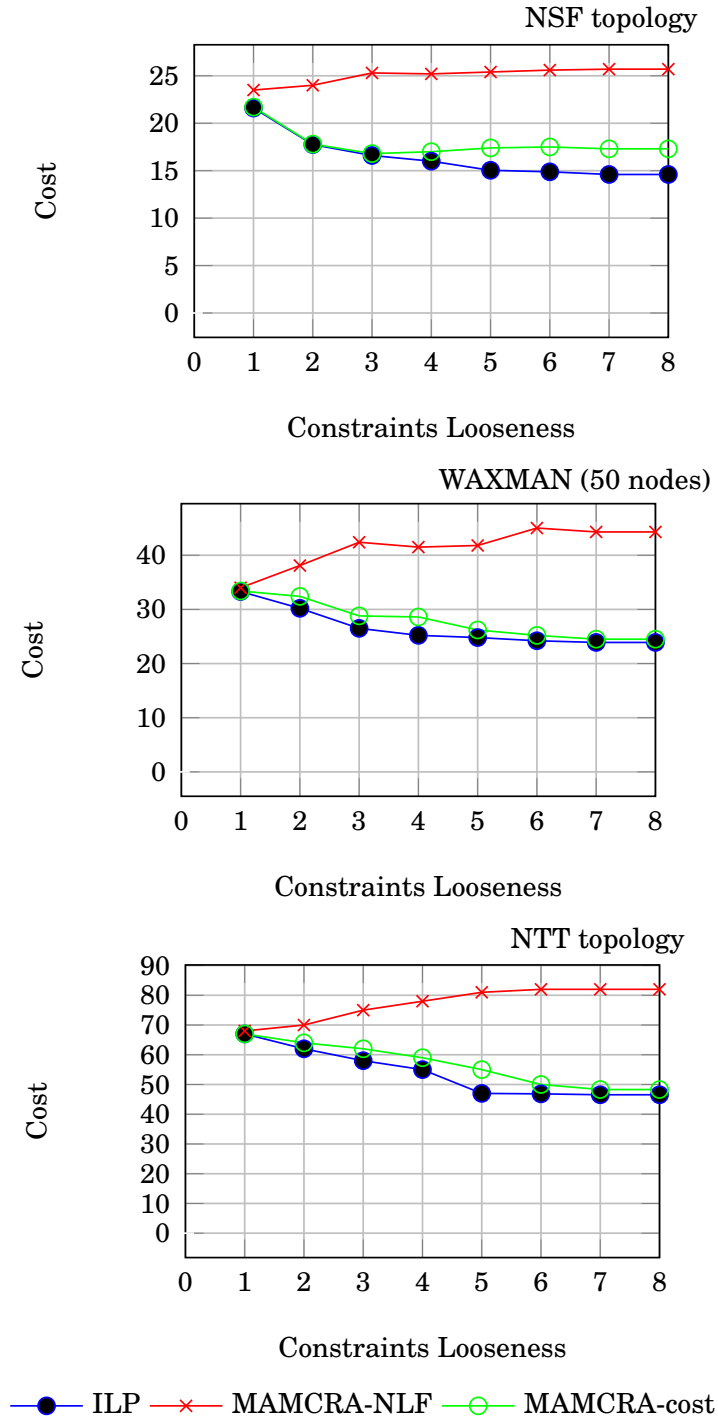 NSF topology
25
20
15
10
5
0
Cost
0 1 2 3 4 5 6 7 8
Constraints Looseness
WAXMAN (50 nodes)
40
30
20
10
0
Cost
0 1 2 3 4 5 6 7 8
Constraints Looseness
NTT topology
90
80
70
60
50
40
30
20
10
0
Cost
0 1 2 3 4 5 6 7 8
Constraints Looseness
ILP MAMCRA-NLF MAMCRA-cost